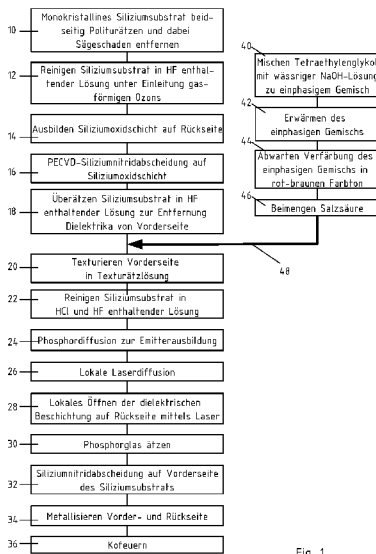 10
Monokristallines Siliziumsubstrat beid-
seitig Politurätzen und dabei
Sägeschaden entfernen
12
Reinigen Siliziumsubstrat in HF enthal-
tender Lösung unter Einleitung gas-
förmigen Ozons
14
Ausbilden Siliziumoxidschicht auf Rückseite
16
PECVD-Siliziumnitridabscheidung auf
Siliziumoxidschicht
18
Überätzen Siliziumsubstrat in HF
enthaltender Lösung zur Entfernung
Dielektrika von Vorderseite
40
Mischen Tetraethylenglykol
mit wässriger NaOH-Lösung
zu einphasigem Gemisch
42
Erwärmen des
einphasigen Gemischs
44
Abwarten Verfärbung des
einphasigen Gemischs in
rot-braunen Farbton
46
Beimengen Salzsäure
48
20
Texturieren Vorderseite
in Texturätzlösung
22
Reinigen Siliziumsubstrat in
HCl und HF enthaltender Lösung
24
Phosphordiffusion zur Emitterausbildung
26
Lokale Laserdiffusion
28
Lokales Öffnen der dielektrischen
Beschichtung auf Rückseite mittels Laser
30
Phosphorglas ätzen
32
Siliziumnitridabscheidung auf Vorderseite
des Siliziumsubstrats
34
Metallisieren Vorder- und Rückseite
36
Kofeuern
Fig. 1